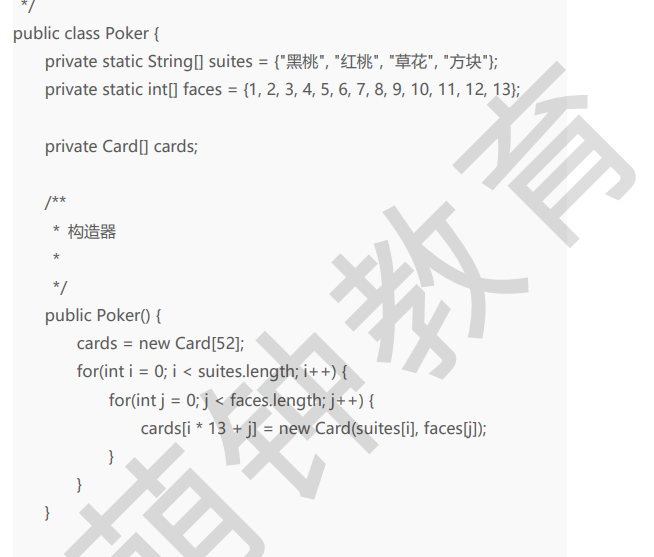 */
public class Poker {
private static String[] suites = {"黑桃", "红桃", "草花", "方块"};
private static int[] faces = {1, 2, 3, 4, 5, 6, 7, 8, 9, 10, 11, 12, 13};
private Card[] cards;
/**
* 构造器
*
*/
public Poker() {
cards = new Card[52];
for(int i = 0; i < suites.length; i++) {
for(int j = 0; j < faces.length; j++) {
cards[i * 13 + j] = new Card(suites[i], faces[j]);
}
}
}
萌钟教育